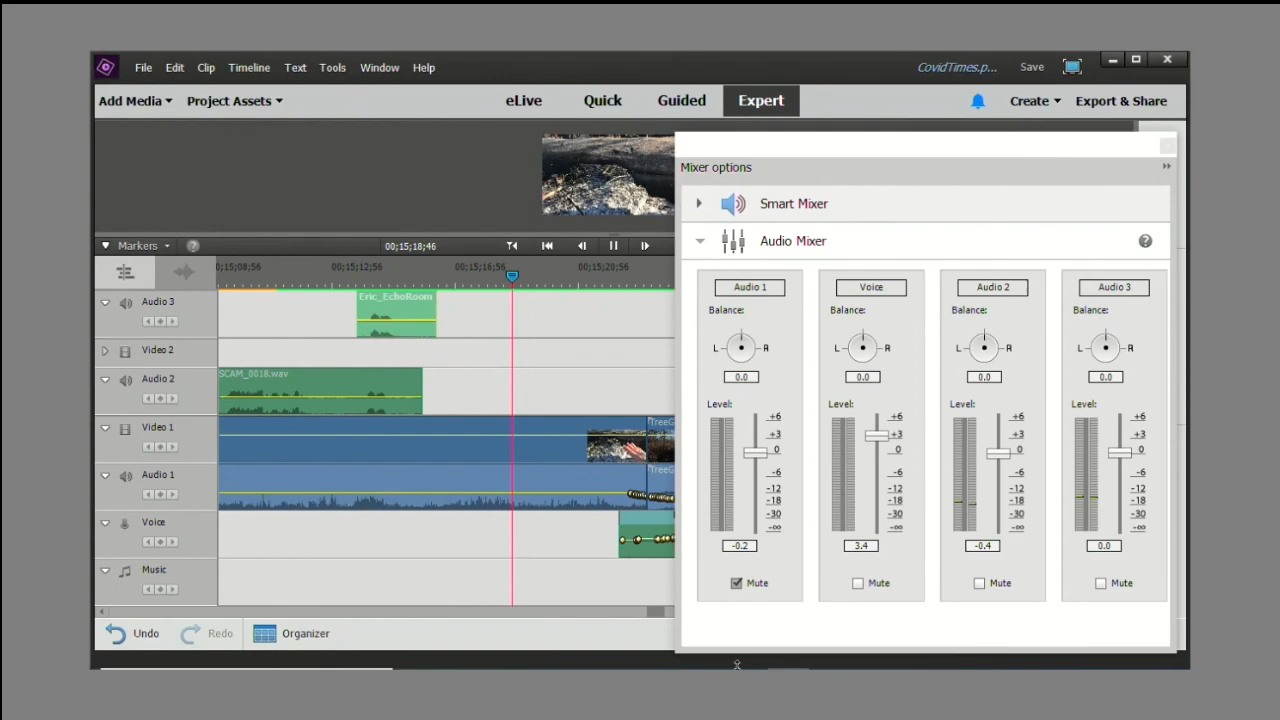 File Edit Clip Timeline Text Tools Window Help CovidTimes.p... Save
Add Media Project Assets eLive Quick Guided Expert Create Export & Share
Mixer options
Smart Mixer
Markers 00;15;18;46 Audio Mixer
0;15;08;56 00;15;12;56 00;15;16;56 00;15;20;56
Audio 3 Eric_EchoRoom
Video 2
Audio 2 SCAM_0018.wav
Video 1 TreeG
Audio 1 TreeG
Voice
Music
Audio 1 Voice Audio 2 Audio 3
Balance: Balance: Balance: Balance:
L R L R L R L R
0.0 0.0 0.0 0.0
Level: Level: Level: Level:
+6 +6 +6 +6
+3 +3 +3 +3
0 0 0 0
-6 -6 -6 -6
-12 -12 -12 -12
-18 -18 -18 -18
-30 -30 -30 -30
-∞ -∞ -∞ -∞
-0.2 3.4 -0.4 0.0
Mute Mute Mute Mute
Undo Redo Organizer